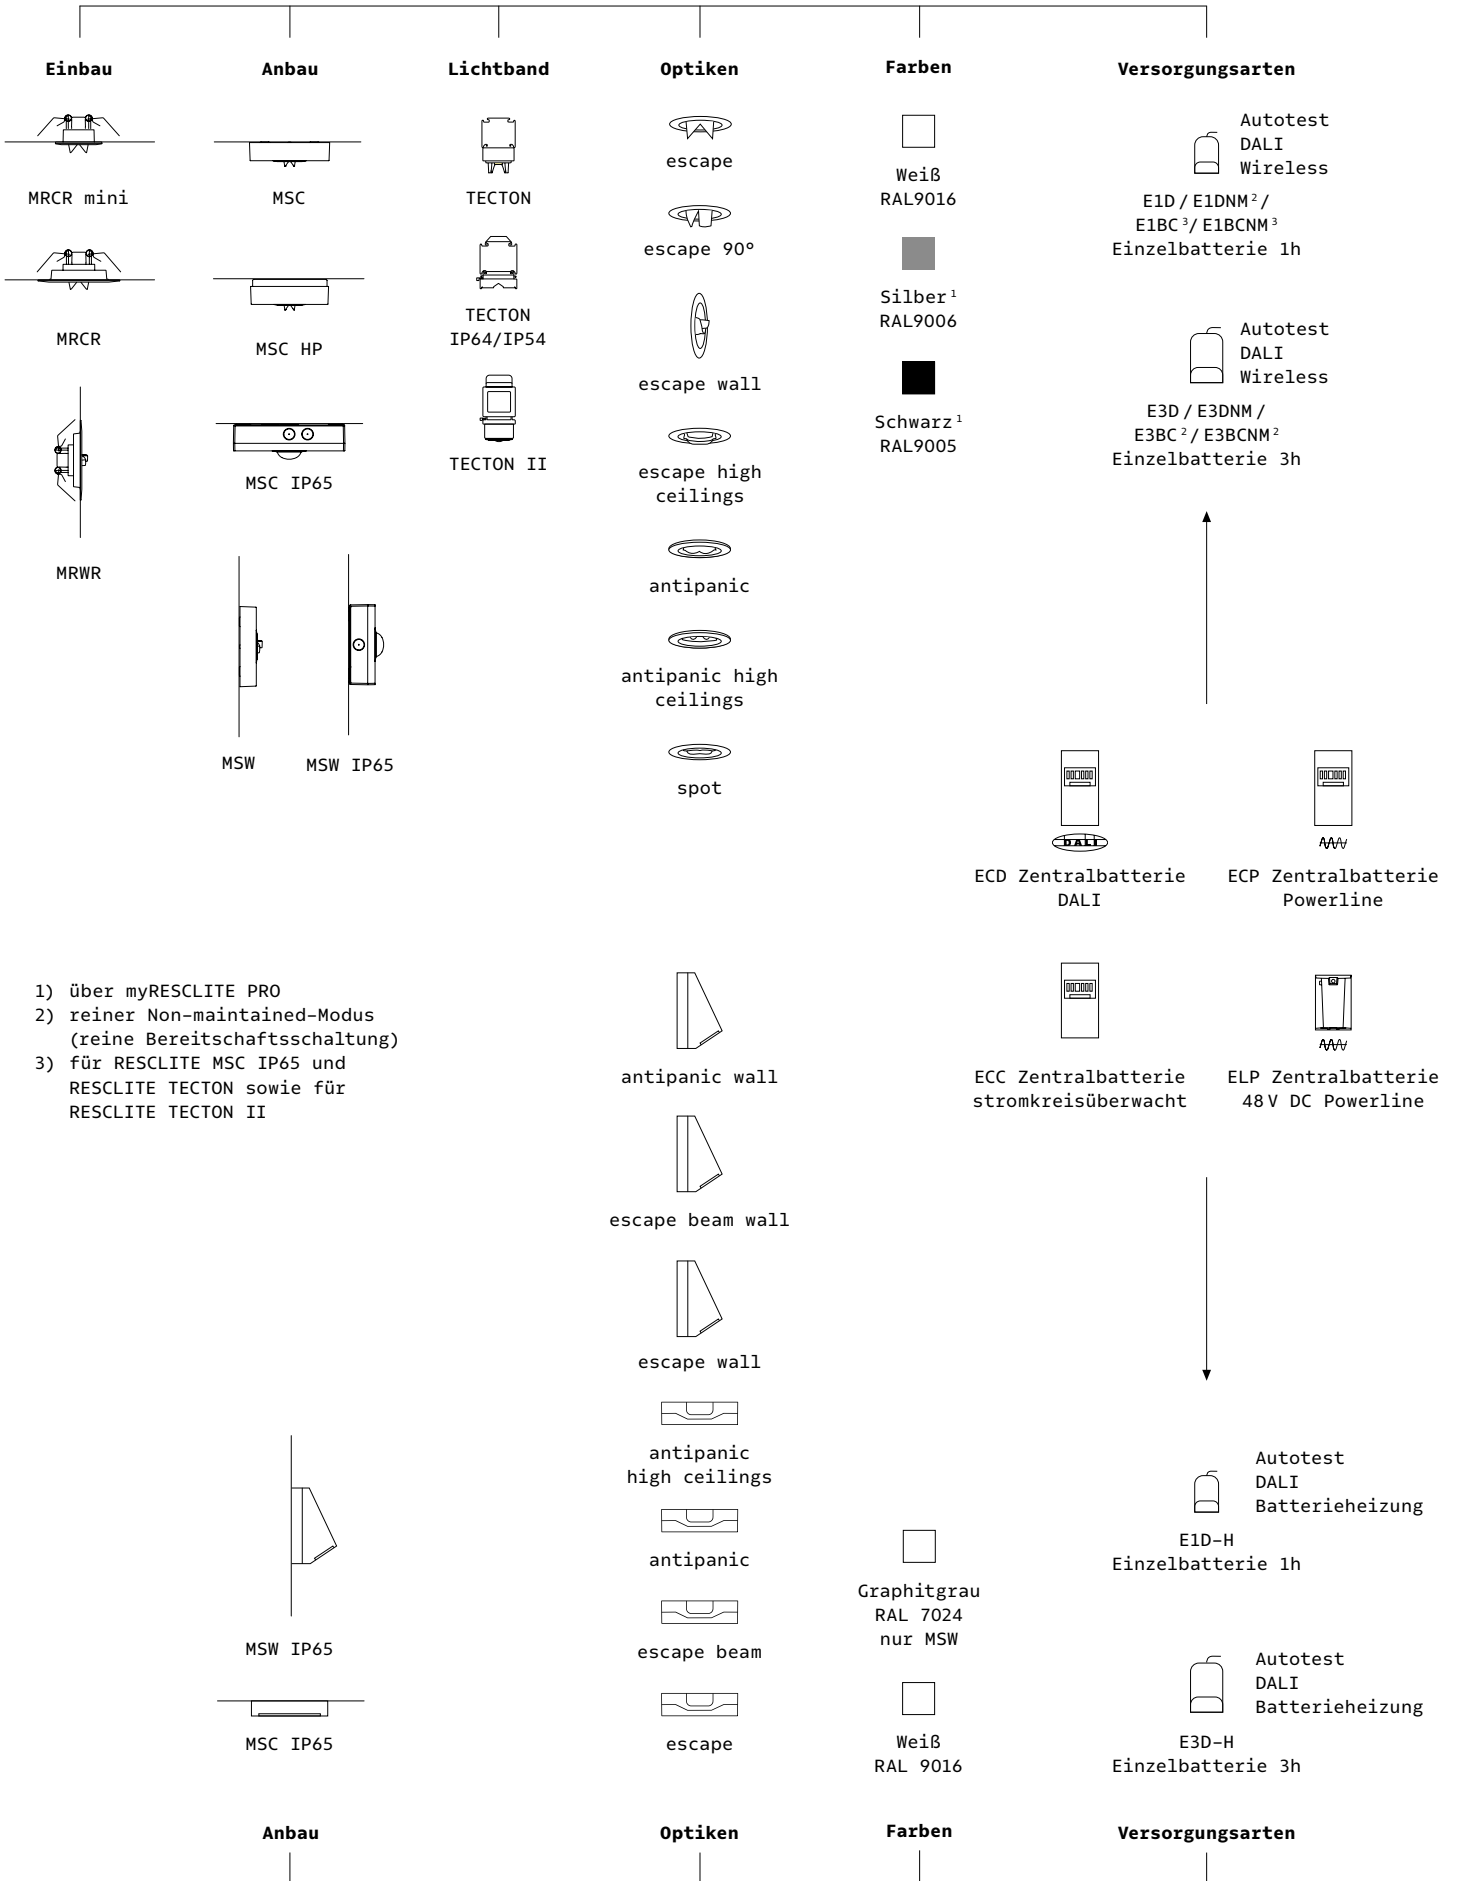 Einbau
MRCR mini
MRCR
MRWR
Anbau
MSC
MSC HP
MSC IP65
MSW
MSW IP65
Lichtband
TECTON
TECTON
IP64/IP54
TECTON II
Optiken
escape
escape 90°
escape wall
escape high
ceilings
antipanic
antipanic high
ceilings
spot
Farben
Weiß
RAL9016
Silber¹
RAL9006
Schwarz¹
RAL9005
Versorgungsarten
Autotest
DALI
Wireless
E1D / E1DNM² /
E1BC³ / E1BCNM³
Einzelbatterie 1h
Autotest
DALI
Wireless
E3D / E3DNM /
E3BC² / E3BCNM²
Einzelbatterie 3h
DALI
ECD Zentralbatterie
DALI
ECP Zentralbatterie
Powerline
ECC Zentralbatterie
stromkreisüberwacht
ELP Zentralbatterie
48 V DC Powerline
1) über myRESCLITE PRO
2) reiner Non-maintained-Modus
(reine Bereitschaftsschaltung)
3) für RESCLITE MSC IP65 und
RESCLITE TECTON sowie für
RESCLITE TECTON II
MSW IP65
MSC IP65
Anbau
antipanic wall
escape beam wall
escape wall
antipanic
high ceilings
antipanic
escape beam
escape
Optiken
Graphitgrau
RAL 7024
nur MSW
Weiß
RAL 9016
Farben
Autotest
DALI
Batterieheizung
E1D-H
Einzelbatterie 1h
Autotest
DALI
Batterieheizung
E3D-H
Einzelbatterie 3h
Versorgungsarten